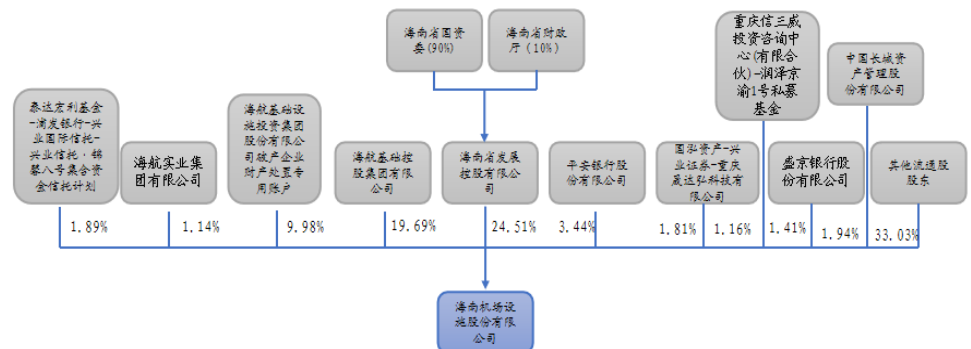 海南省国资
委(90%)
海南省财政
厅（10%）
重庆信三威
投资咨询中
心(有限合
伙)-润泽京
渝1号私募
基金
中国长城资
产管理股
份有限公司
泰达宏利基金
-浦发银行-兴
业国际信托-
兴业信托·锦
翠八号集合资
金信托计划
海航实业集
团有限公司
海航基础设
施投资集团
股份有限公
司破产企业
财产处置专
用账户
海航基础控
股集团有限
公司
海南省发展
控股有限公
司
平安银行股
份有限公司
国泓资产-兴
业证券-重庆
晟达弘科技有
限公司
盛京银行股
份有限公司
其他流通股
股东
1.89%
1.14%
9.98%
19.69%
24.51%
3.44%
1.81%
1.16%
1.41%
1.94%
33.03%
海南机场设
施股份有限
公司